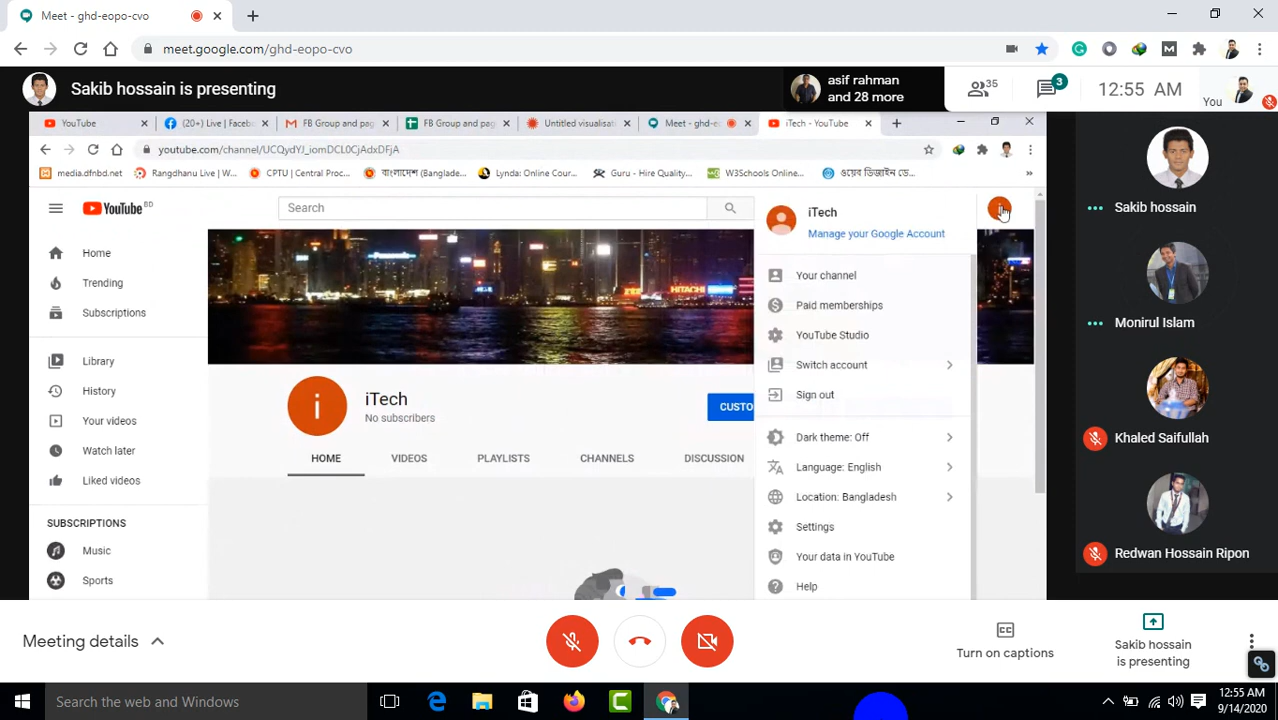 Meet - ghd-eopo-cvo
meet.google.com/ghd-eopo-cvo
Sakib hossain is presenting
asif rahman
and 28 more
35
3
12:55 AM
You
YouTube
(20+) Live | Faceb
FB Group and pag
FB Group and pag
Untitled visualisat
Meet - ghd-eo
iTech - YouTube
youtube.com/channel/UCQydYJ_iomDCL0CjAdxDFjA
media.dfnbd.net
Rangdhanu Live | W...
CPTU | Central Proc...
বাংলাদেশ (Banglade...
Lynda: Online Cour...
Guru - Hire Quality...
W3Schools Online...
ওয়েব ডিজাইন ডে...
»
YouTube BD
Search
iTech
Manage your Google Account
Home
Trending
Subscriptions
Library
History
Your videos
Watch later
Liked videos
SUBSCRIPTIONS
Music
Sports
Panasonic
HITACHI
i
iTech
No subscribers
CUSTO
HOME
VIDEOS
PLAYLISTS
CHANNELS
DISCUSSION
Your channel
Paid memberships
YouTube Studio
Switch account
Sign out
Dark theme: Off
Language: English
Location: Bangladesh
Settings
Your data in YouTube
Help
Sakib hossain
Monirul Islam
Khaled Saifullah
Redwan Hossain Ripon
Meeting details
CC
Turn on captions
Sakib hossain
is presenting
Search the web and Windows
12:55 AM
9/14/2020